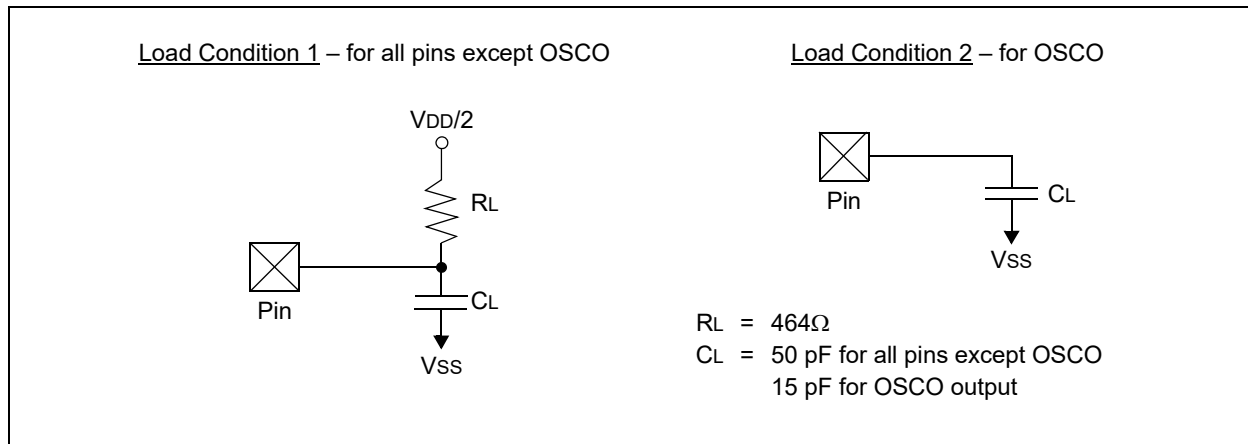 Load Condition 1 – for all pins except OSCO
VDD/2
RL
Pin
CL
VSS
Load Condition 2 – for OSCO
Pin
CL
VSS
RL = 464Ω
CL = 50 pF for all pins except OSCO
15 pF for OSCO output